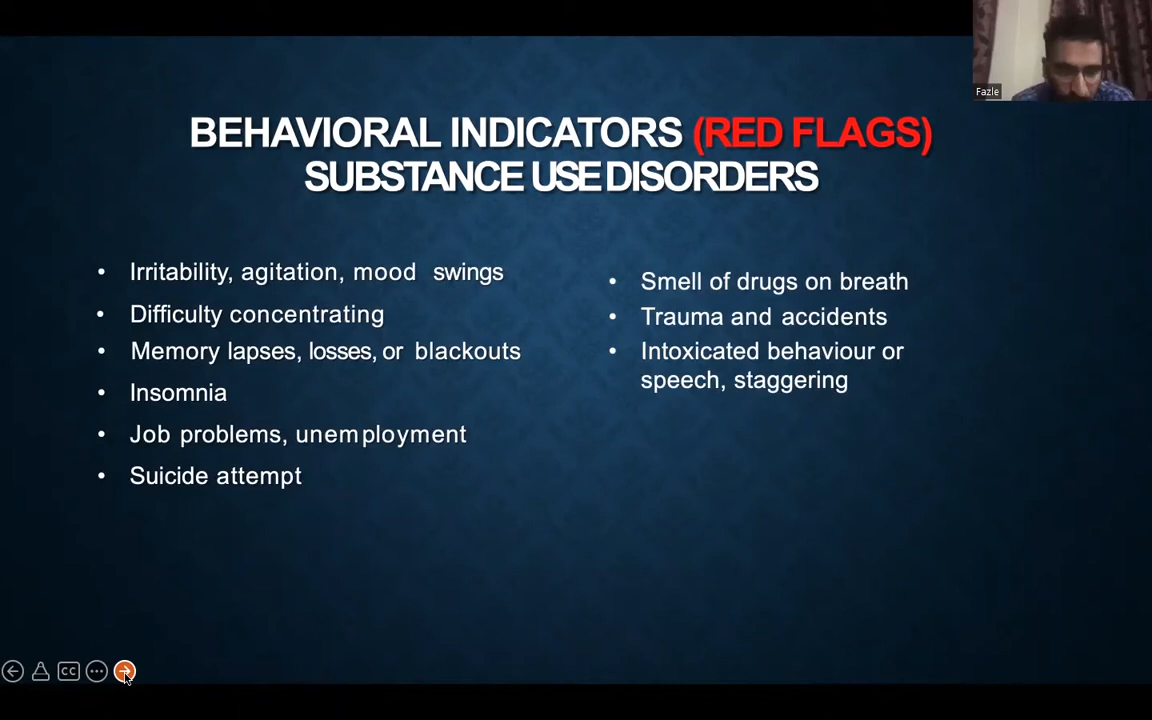 Fazle
BEHAVIORAL INDICATORS (RED FLAGS)
SUBSTANCE USE DISORDERS
• Irritability, agitation, mood swings
• Difficulty concentrating
• Memory lapses, losses, or blackouts
• Insomnia
• Job problems, unemployment
• Suicide attempt
• Smell of drugs on breath
• Trauma and accidents
• Intoxicated behaviour or
speech, staggering
CC